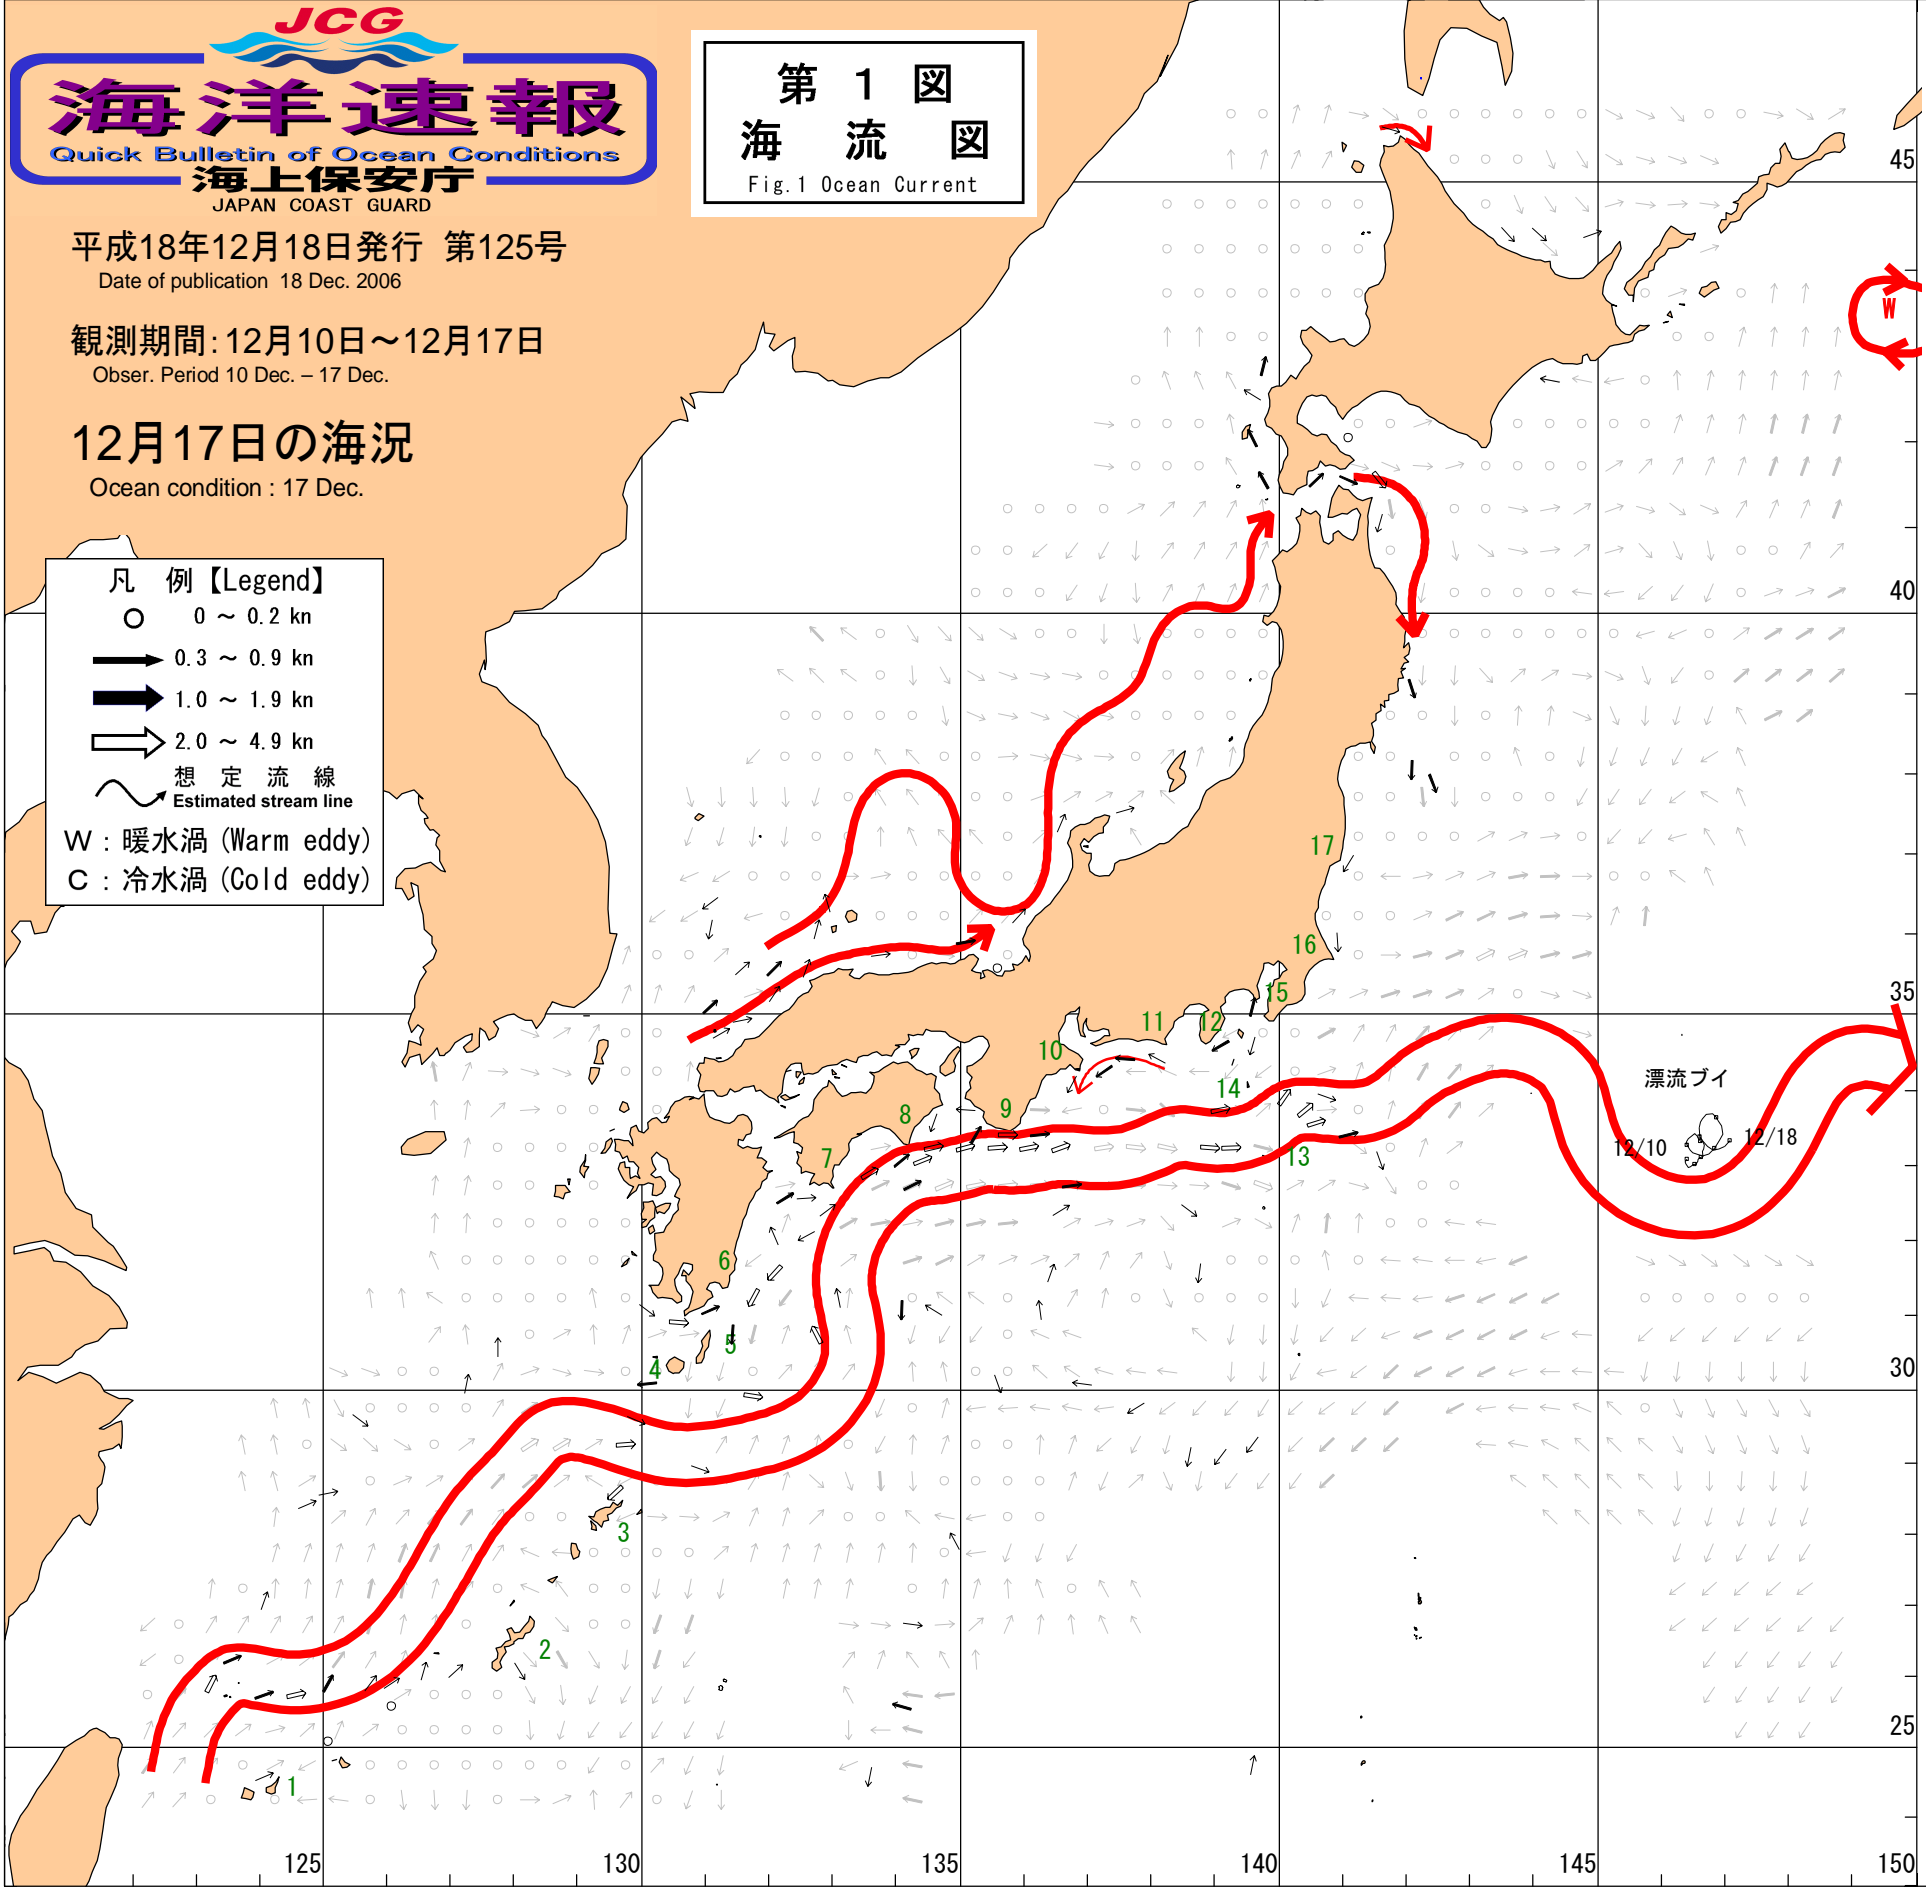 JCG
海洋速報
Quick Bulletin of Ocean Conditions
海上保安庁
JAPAN COAST GUARD
第 1 図
海 流 図
Fig.1 Ocean Current
平成18年12月18日発行 第125号
Date of publication 18 Dec. 2006
観測期間:12月10日～12月17日
Obser. Period 10 Dec. – 17 Dec.
12月17日の海況
Ocean condition : 17 Dec.
凡 例【Legend】
0 ～ 0.2 kn
0.3 ～ 0.9 kn
1.0 ～ 1.9 kn
2.0 ～ 4.9 kn
想 定 流 線
Estimated stream line
W : 暖水渦 (Warm eddy)
C : 冷水渦 (Cold eddy)
45
W
40
17
16
15
35
11
12
10
14
漂流ブイ
8
9
12/10
12/18
7
13
6
5
4
30
3
2
25
1
125
130
135
140
145
150